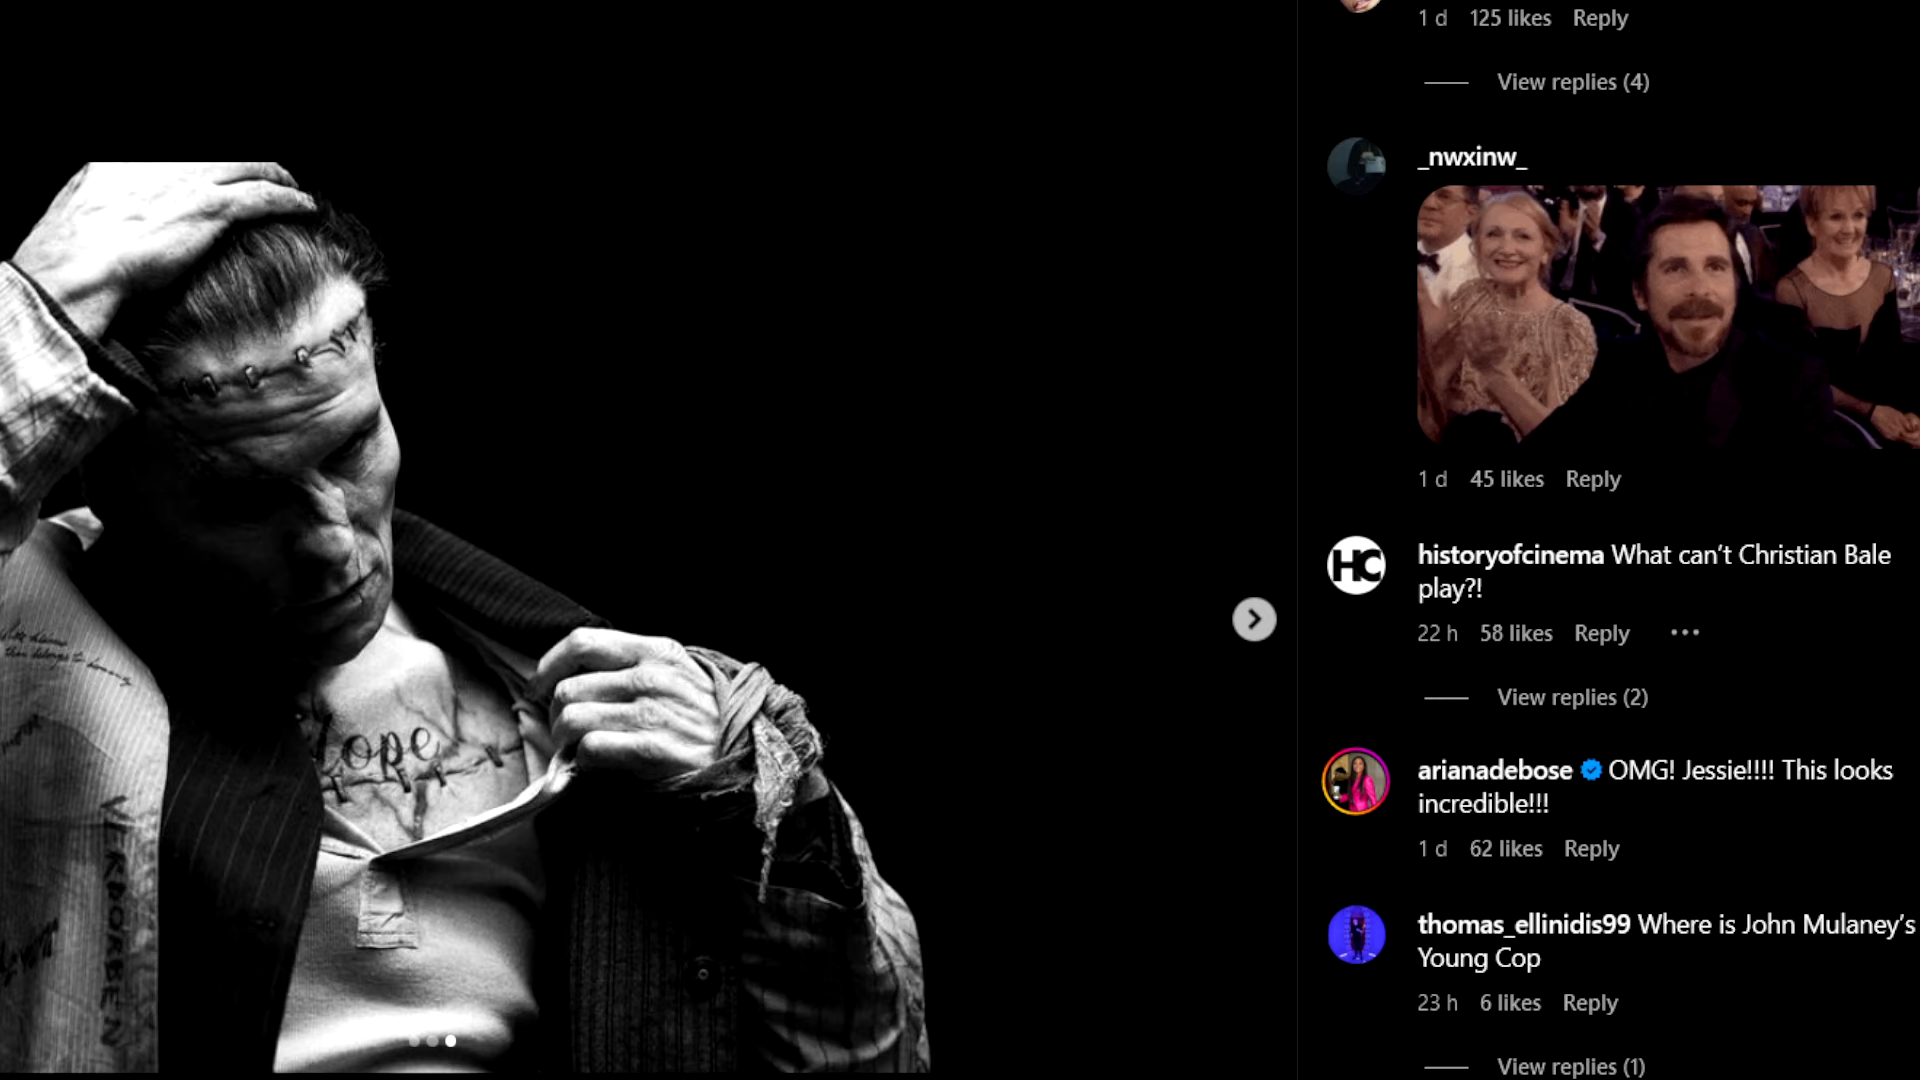 Hope
VERDORBEN
1 d 125 likes Reply
View replies (4)
_nwxinw_
1 d 45 likes Reply
HC
historyofcinema What can't Christian Bale
play?!
22 h 58 likes Reply •••
View replies (2)
arianadebose OMG! Jessie!!!! This looks
incredible!!!
1 d 62 likes Reply
thomas_ellinidis99 Where is John Mulaney's
Young Cop
23 h 6 likes Reply
View replies (1)